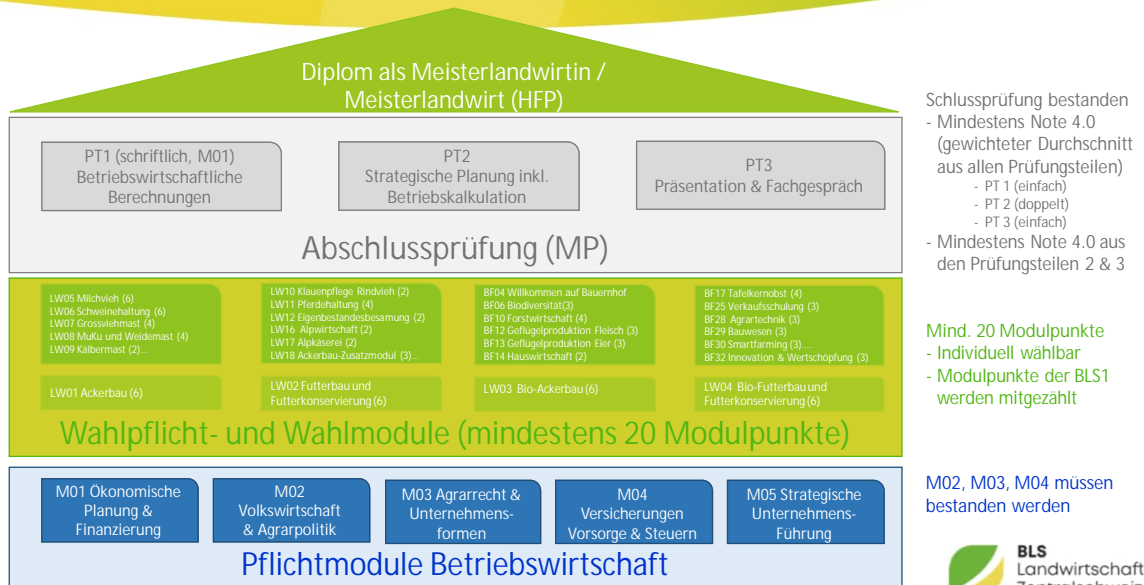 Diplom als Meisterlandwirtin /
Meisterlandwirt (HFP)
PT1 (schriftlich, M01)
Betriebswirtschaftliche
Berechnungen
PT2
Strategische Planung inkl.
Betriebskalkulation
PT3
Präsentation & Fachgespräch
Abschlussprüfung (MP)
Schlussprüfung bestanden
- Mindestens Note 4.0
(gewichteter Durchschnitt
aus allen Prüfungsteilen)
- PT 1 (einfach)
- PT 2 (doppelt)
- PT 3 (einfach)
- Mindestens Note 4.0 aus
den Prüfungsteilen 2 & 3
LW05 Milchvieh (6)
LW06 Schweinehaltung (6)
LW07 Grossviehmast (4)
LW08 MuKu und Weidemast (4)
LW09 Kälbermast (2)...
LW10 Klauenpflege Rindvieh (2)
LW11 Pferdehaltung (4)
LW12 Eigenbestandesbesamung (2)
LW16 Alpwirtschaft (2)
LW17 Alpkäserei (2)
LW18 Ackerbau-Zusatzmodul (3)...
BF04 Willkommen auf Bauernhof
BF06 Biodiversität(3)
BF10 Forstwirtschaft (4)
BF12 Geflügelproduktion Fleisch (3)
BF13 Geflügelproduktion Eier (3)
BF14 Hauswirtschaft (2)
BF17 Tafelkernobst (4)
BF25 Verkaufsschulung (3)
BF28 Agrartechnik (3)
BF29 Bauwesen (3)
BF30 Smartfarming (3)....
BF32 Innovation & Wertschöpfung (3)
LW01 Ackerbau (6)
LW02 Futterbau und
Futterkonservierung (6)
LW03 Bio-Ackerbau (6)
LW04 Bio-Futterbau und
Futterkonservierung (6)
Wahlpflicht- und Wahlmodule (mindestens 20 Modulpunkte)
Mind. 20 Modulpunkte
- Individuell wählbar
- Modulpunkte der BLS1
werden mitgezählt
M01 Ökonomische
Planung &
Finanzierung
M02
Volkswirtschaft
& Agrarpolitik
M03 Agrarrecht &
Unternehmens-
formen
M04
Versicherungen
Vorsorge & Steuern
M05 Strategische
Unternehmens-
Führung
Pflichtmodule Betriebswirtschaft
M02, M03, M04 müssen
bestanden werden
BLS
Landwirtschaft